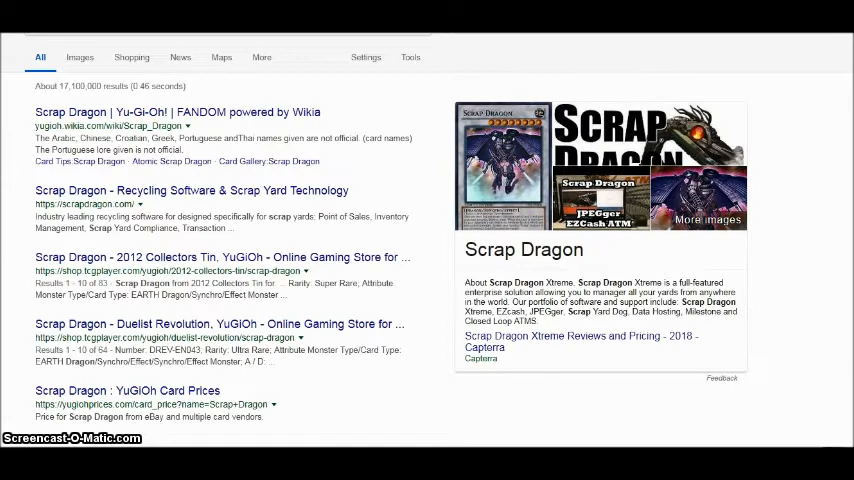 All Images Shopping News Maps More Settings Tools
About 17,100,000 results (0.46 seconds)
Scrap Dragon | Yu-Gi-Oh! | FANDOM powered by Wikia
yugioh.wikia.com/wiki/Scrap_Dragon
The Arabic, Chinese, Croatian, Greek, Portuguese andThai names given are not official. (card names)
The Portuguese lore given is not official.
Card Tips:Scrap Dragon · Atomic Scrap Dragon · Card Gallery:Scrap Dragon
Scrap Dragon - Recycling Software & Scrap Yard Technology
https://scrapdragon.com/
Industry leading recycling software for designed specifically for scrap yards; Point of Sales, Inventory
Management, Scrap Yard Compliance, Transaction ...
Scrap Dragon - 2012 Collectors Tin, YuGiOh - Online Gaming Store for ...
https://shop.tcgplayer.com/yugioh/2012-collectors-tin/scrap-dragon
Results 1 - 10 of 83 - Scrap Dragon from 2012 Collectors Tin for. ... Rarity: Super Rare; Attribute
Monster Type/Card Type: EARTH Dragon/Synchro/Effect Monster ...
Scrap Dragon - Duelist Revolution, YuGiOh - Online Gaming Store for ...
https://shop.tcgplayer.com/yugioh/duelist-revolution/scrap-dragon
Results 1 - 10 of 64 - Number: DREV-EN043; Rarity: Ultra Rare; Attribute Monster Type/Card Type:
EARTH Dragon/Synchro/Effect/Synchro/Effect Monster; A / D: ...
Scrap Dragon : YuGiOh Card Prices
https://yugiohprices.com/card_price?name=Scrap+Dragon
Price for Scrap Dragon from eBay and multiple card vendors.
SCRAP DRAGON
SCRAP
DRAGON
Scrap Dragon
JPEGger
EZCash ATM
More images
Scrap Dragon
About Scrap Dragon Xtreme. Scrap Dragon Xtreme is a full-featured
enterprise solution allowing you to manage all your yards from anywhere
in the world. Our portfolio of software and support include: Scrap Dragon
Xtreme, EZcash, JPEGger, Scrap Yard Dog, Data Hosting, Milestone and
Closed Loop ATMS.
Scrap Dragon Xtreme Reviews and Pricing - 2018 -
Capterra
Capterra
Feedback
Screencast-O-Matic.com